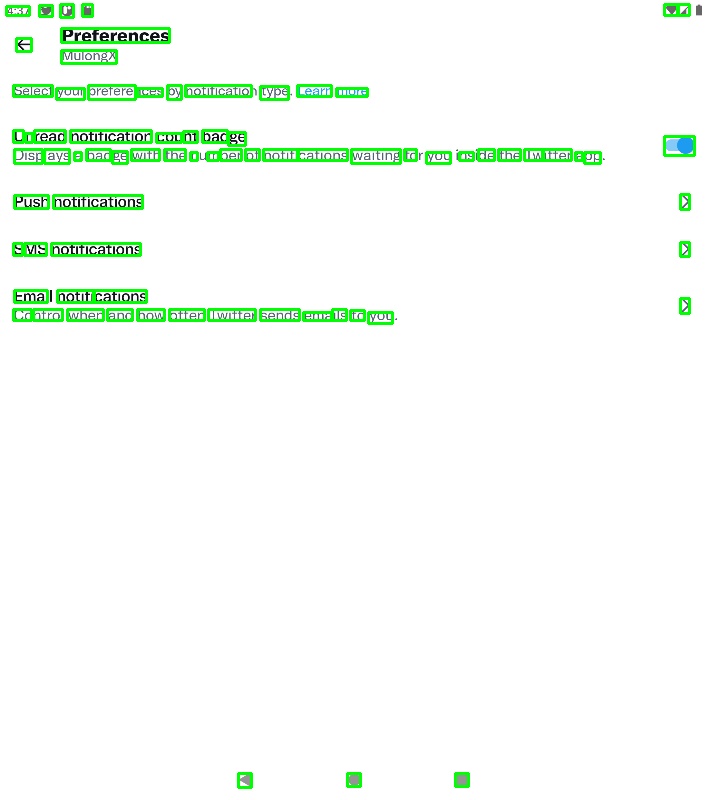 Preferences
MulongX
Select your preferences by notification type. Learn more
Unread notification count badge
Displays a badge with the number of notifications waiting for you inside the Twitter app.
Push notifications
SMS notifications
Email notifications
Control when and how often Twitter sends emails to you.